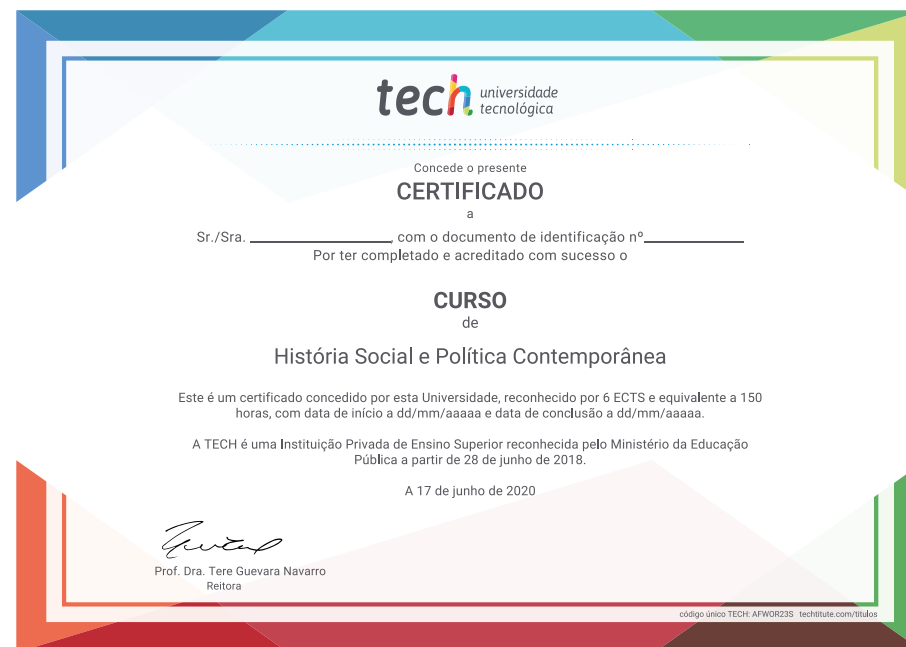 tech universidade
tecnológica
Concede o presente
CERTIFICADO
a
Sr./Sra. ____________, com o documento de identificação nº____________
Por ter completado e acreditado com sucesso o
CURSO
de
História Social e Política Contemporânea
Este é um certificado concedido por esta Universidade, reconhecido por 6 ECTS e equivalente a 150
horas, com data de início a dd/mm/aaaaa e data de conclusão a dd/mm/aaaaa.
A TECH é uma Instituição Privada de Ensino Superior reconhecida pelo Ministério da Educação
Pública a partir de 28 de junho de 2018.
A 17 de junho de 2020
Prof. Dra. Tere Guevara Navarro
Reitora
código único TECH: AFWOR23S techtitute.com/titulos